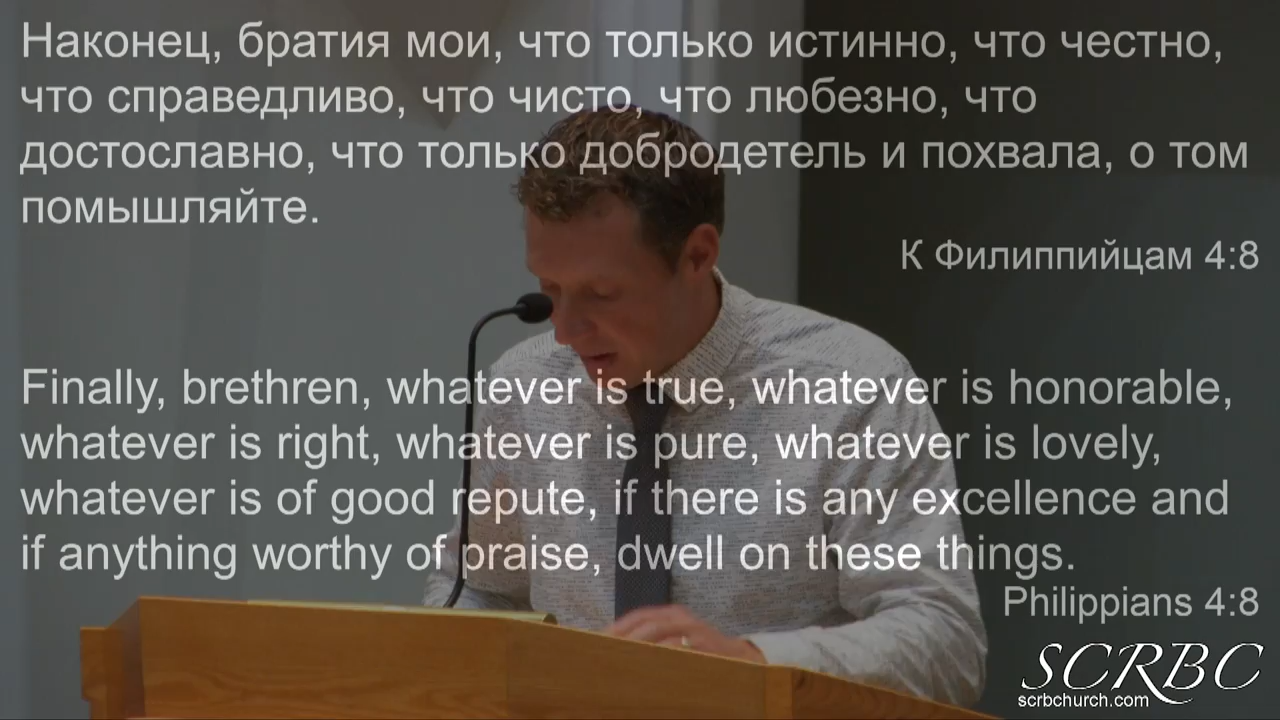 Наконец, братия мои, что только истинно, что честно,
что справедливо, что чисто, что любезно, что
достославно, что только добродетель и похвала, о том
помышляйте.
К Филиппийцам 4:8
Finally, brethren, whatever is true, whatever is honorable,
whatever is right, whatever is pure, whatever is lovely,
whatever is of good repute, if there is any excellence and
if anything worthy of praise, dwell on these things.
Philippians 4:8
SCRBC
scrbchurch.com